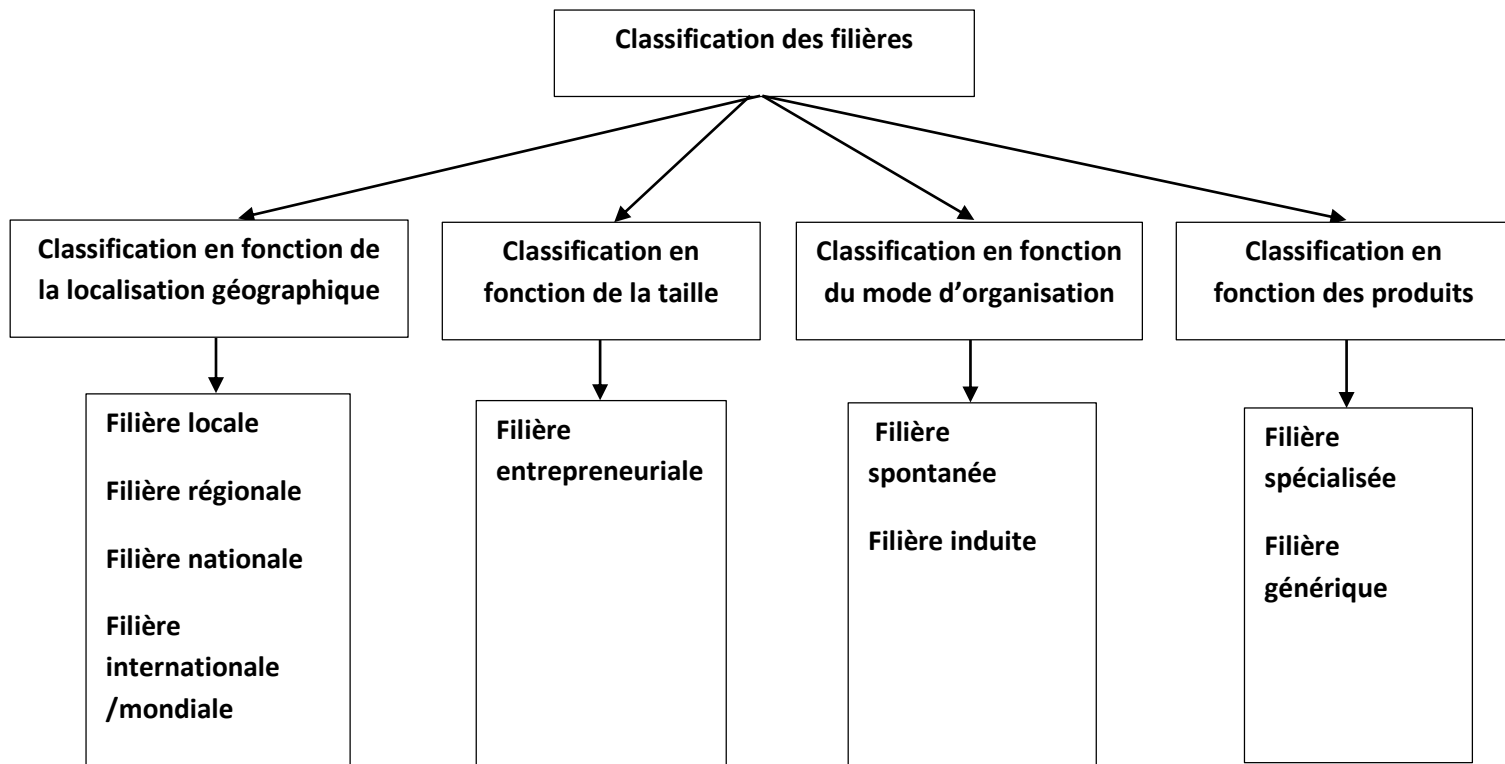 Classification des filières
Classification en fonction de
la localisation géographique
Classification en
fonction de la taille
Classification en fonction
du mode d’organisation
Classification en
fonction des produits
Filière locale
Filière régionale
Filière nationale
Filière
internationale
/mondiale
Filière
entrepreneuriale
Filière
spontanée
Filière induite
Filière
spécialisée
Filière
générique